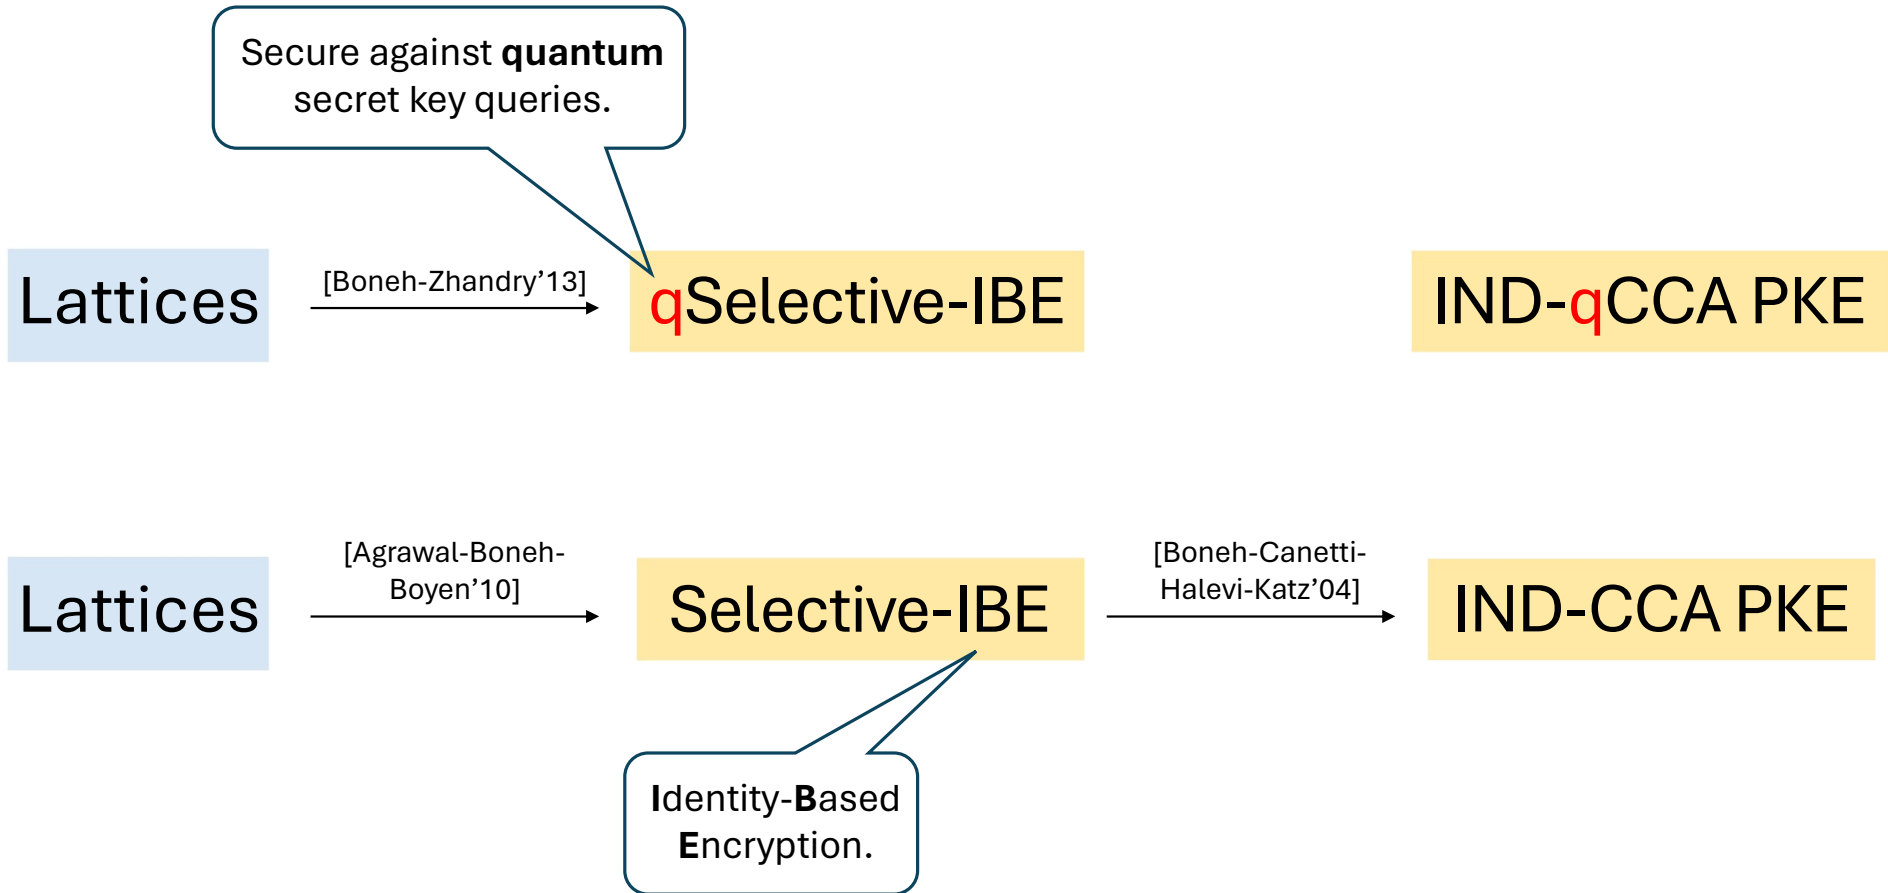 Secure against quantum
secret key queries.
Lattices
[Boneh-Zhandry’13]
qSelective-IBE
IND-qCCA PKE
Lattices
[Agrawal-Boneh-
Boyen’10]
Selective-IBE
[Boneh-Canetti-
Halevi-Katz’04]
IND-CCA PKE
Identity-Based
Encryption.